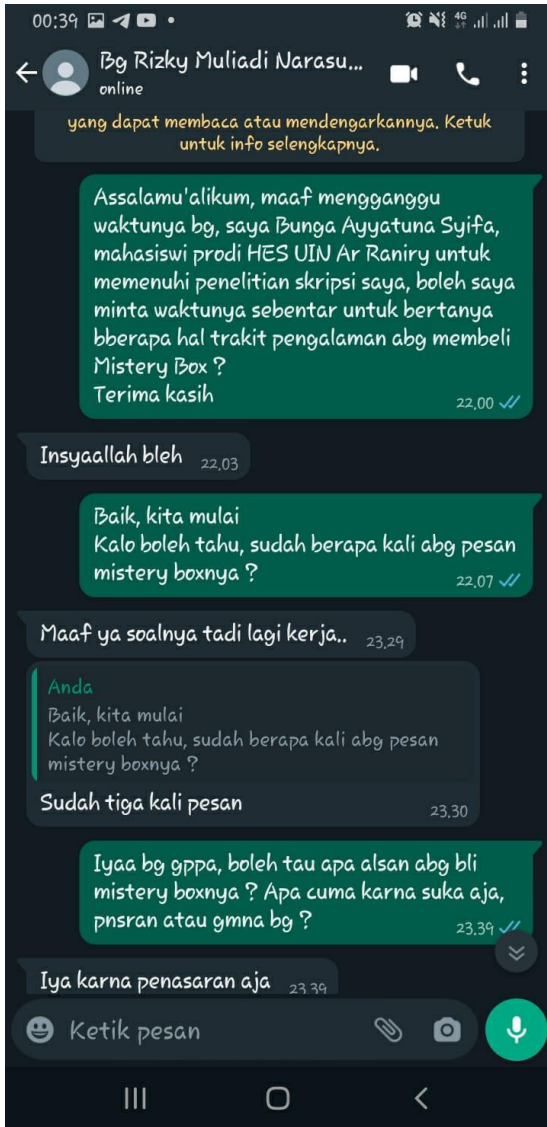 00:39
4G
Bg Rizky Muliadi Narasu...
online
yang dapat membaca atau mendengarkannya. Ketuk
untuk info selengkapnya.
Assalamu'alikum, maaf mengganggu
waktunya bg, saya Bunga Ayyatuna Syifa,
mahasiswi prodi HES UIN Ar Raniry untuk
memenuhi penelitian skripsi saya, boleh saya
minta waktunya sebentar untuk bertanya
bberapa hal trakit pengalaman abg membeli
Mistery Box ?
Terima kasih
22.00
Insyaallah bleh 22.03
Baik, kita mulai
Kalo boleh tahu, sudah berapa kali abg pesan
mistery boxnya ?
22.07
Maaf ya soalnya tadi lagi kerja.. 23.29
Anda
Baik, kita mulai
Kalo boleh tahu, sudah berapa kali abg pesan
mistery boxnya ?
Sudah tiga kali pesan
23.30
Iyaa bg gppa, boleh tau apa alsan abg bli
mistery boxnya ? Apa cuma karna suka aja,
pnsran atau gmna bg ?
23.39
Iya karna penasaran aja 23.39
Ketik pesan